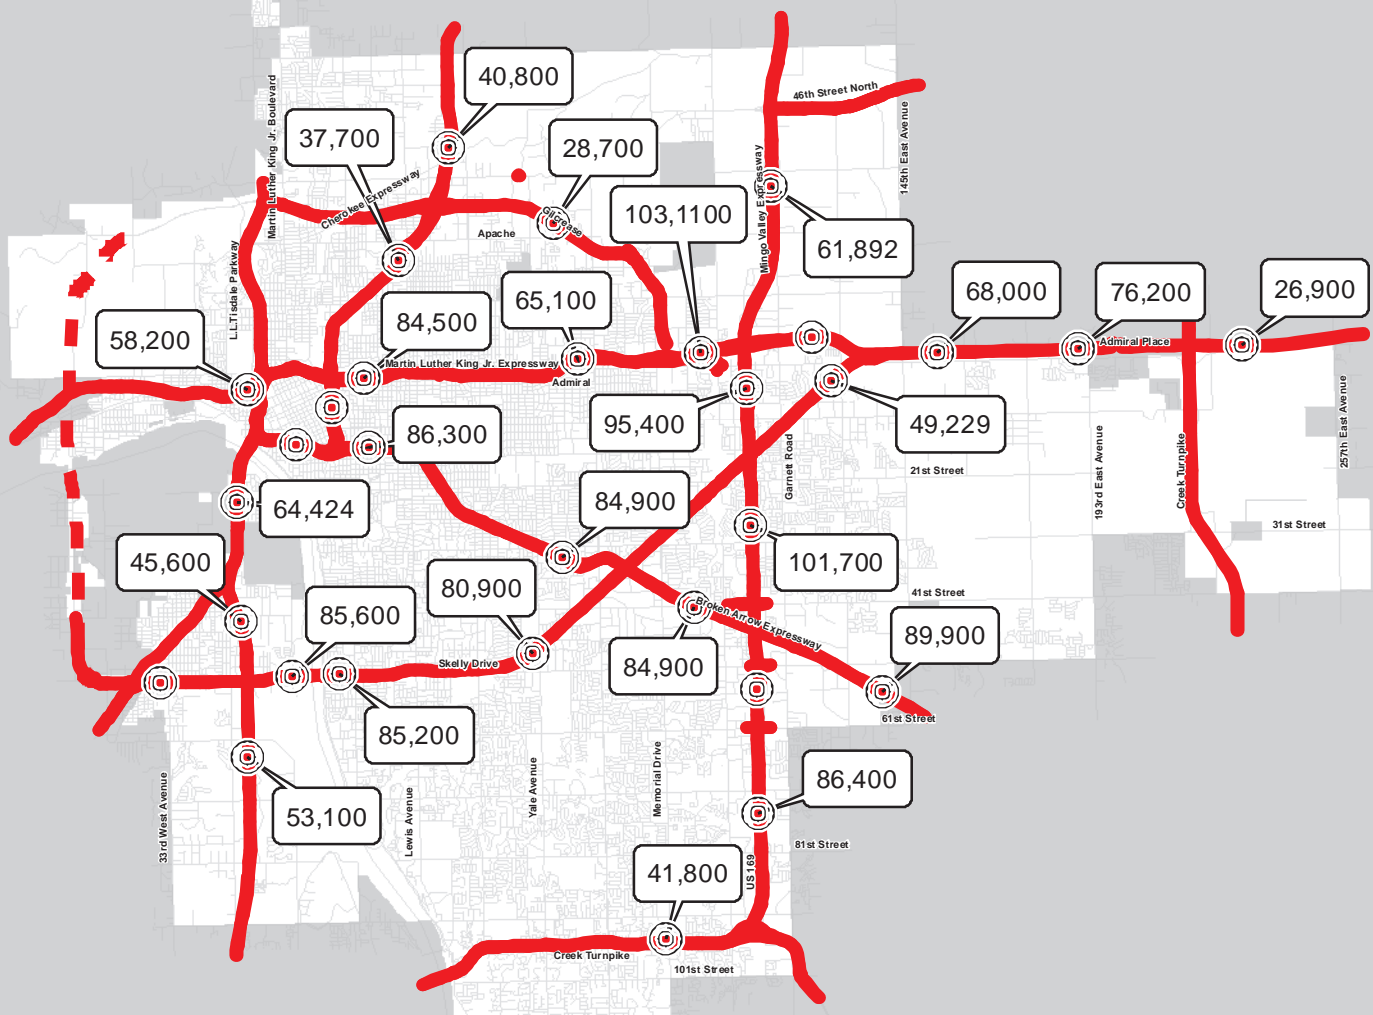 40,800
46th Street North
Martin Luther King Jr. Boulevard
145th East Avenue
37,700
28,700
Cherokee Expressway
Mingo Valley Expressway
103,1100
Gilcrease
Apache
61,892
L.L.Tisdale Parkway
68,000
76,200
26,900
65,100
84,500
58,200
Admiral Place
Martin Luther King Jr. Expressway
Admiral
95,400
49,229
86,300
257th East Avenue
Garnett Road
21st Street
193rd East Avenue
Creek Turnpike
84,900
64,424
31st Street
45,600
101,700
80,900
85,600
41st Street
Broken Arrow Expressway
89,900
84,900
Skelly Drive
61st Street
85,200
33rd West Avenue
Lewis Avenue
Yale Avenue
Memorial Drive
86,400
53,100
81st Street
US 169
41,800
Creek Turnpike
101st Street